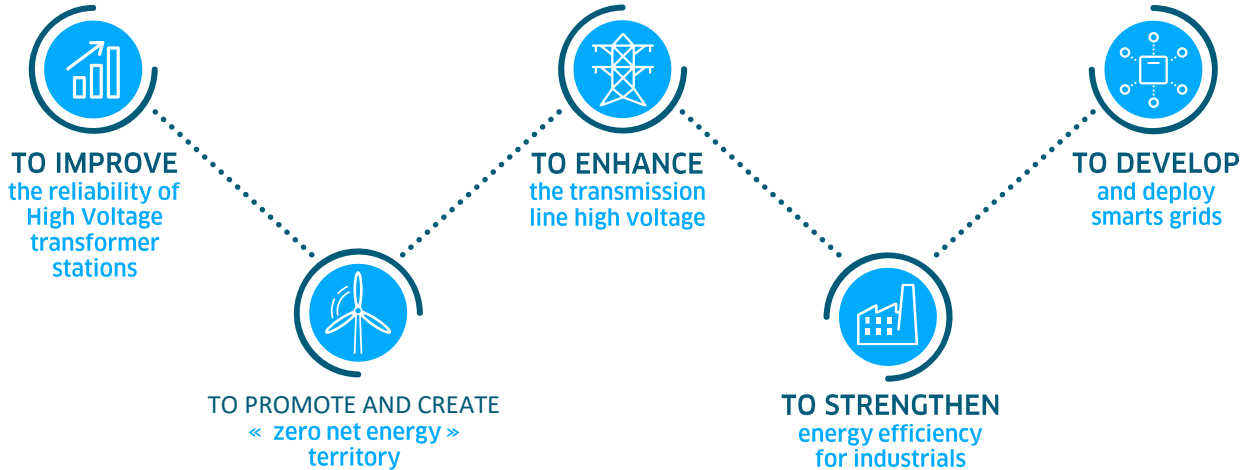 TO IMPROVE
the reliability of
High Voltage
transformer
stations
TO PROMOTE AND CREATE
« zero net energy »
territory
TO ENHANCE
the transmission
line high voltage
TO STRENGTHEN
energy efficiency
for industrials
TO DEVELOP
and deploy
smarts grids